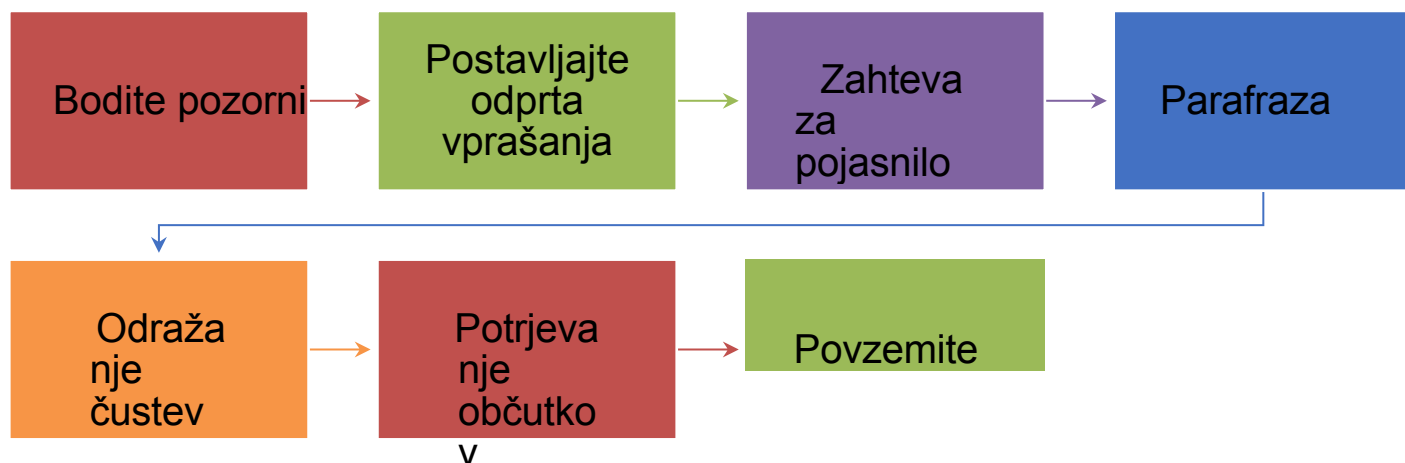 Bodite pozorni
Postavljajte
odprta
vprašanja
Zahteva
za
pojasnilo
Parafraza
Odraža
nje
čustev
Potrjeva
nje
občutko
v
Povzemite